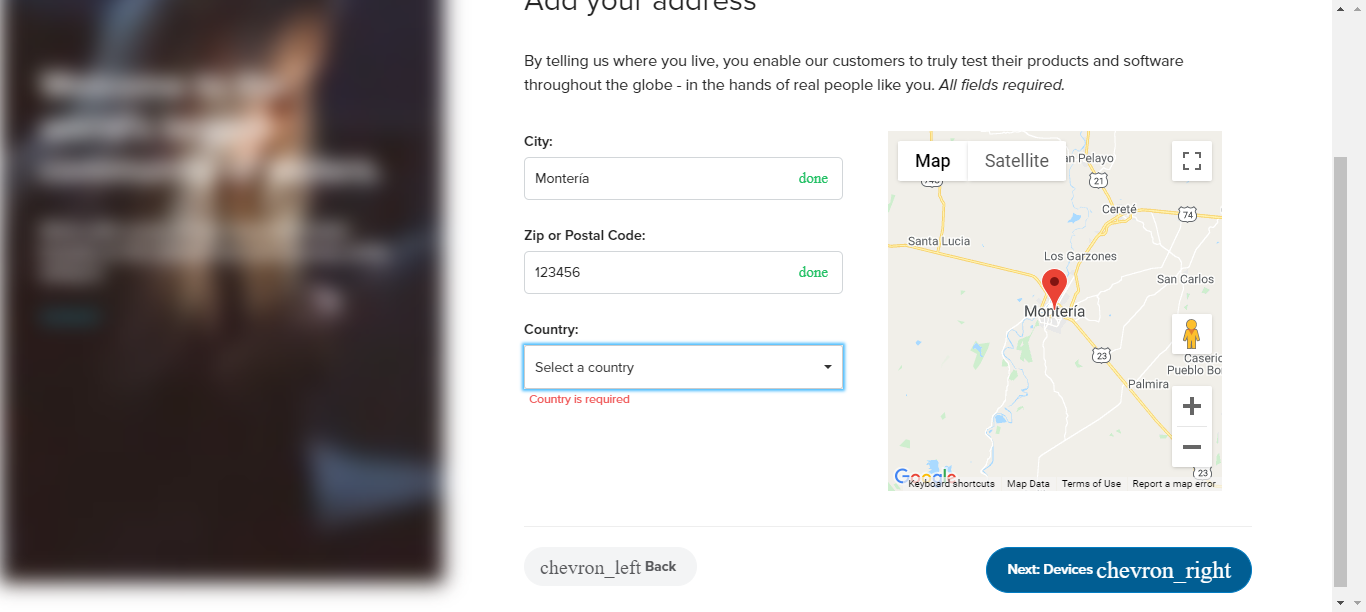 Add your address
By telling us where you live, you enable our customers to truly test their products and software
throughout the globe - in the hands of real people like you. All fields required.
City:
Montería
done
Zip or Postal Code:
123456
done
Country:
Select a country
Country is required
Map
Satellite
an Pelayo
21
Cereté
74
Santa Lucia
Los Garzones
San Carlos
Montería
23
Caseric
Pueblo Bo
Palmira
23
Google
Keyboard shortcuts
Map Data
Terms of Use
Report a map error
chevron_left Back
Next: Devices chevron_right